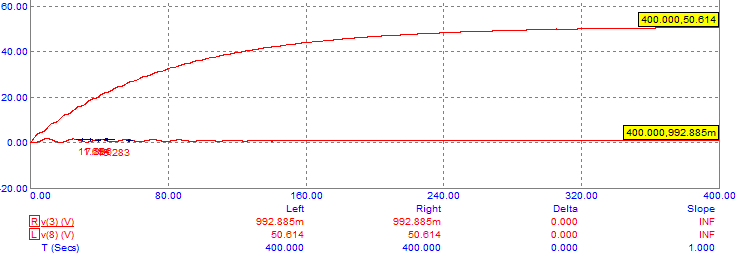 60.00
400.000,50.614
40.00
20.00
400.000,992.885m
0.00
-20.00
0.00 80.00 160.00 240.00 320.00 400.00
Left Right Delta Slope
R v(3) (V) 992.885m 992.885m 0.000 INF
L v(8) (V) 50.614 50.614 0.000 INF
T (Secs) 400.000 400.000 0.000 1.000